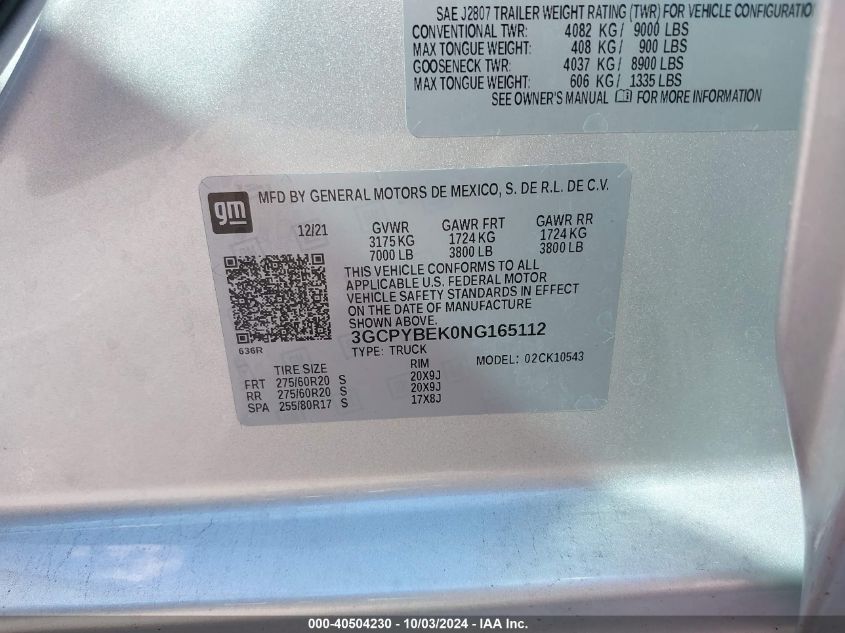 SAE J2807 TRAILER WEIGHT RATING (TWR) FOR VEHICLE CONFIGURATIO
CONVENTIONAL TWR: 4082 KG/ 9000 LBS
MAX TONGUE WEIGHT: 408 KG/ 900 LBS
GOOSENECK TWR: 4037 KG/ 8900 LBS
MAX TONGUE WEIGHT: 606 KG/ 1335 LBS
SEE OWNER'S MANUAL FOR MORE INFORMATION
gm
MFD BY GENERAL MOTORS DE MEXICO, S. DE R.L. DE C.V.
12/21 GVWR GAWR FRT GAWR RR
3175 KG 1724 KG 1724 KG
7000 LB 3800 LB 3800 LB
THIS VEHICLE CONFORMS TO ALL
APPLICABLE U.S. FEDERAL MOTOR
VEHICLE SAFETY STANDARDS IN EFFECT
ON THE DATE OF MANUFACTURE
SHOWN ABOVE.
3GCPYBEK0NG165112
636R
TYPE: TRUCK
MODEL: 02CK10543
TIRE SIZE RIM
FRT 275/60R20 S 20X9J
RR 275/60R20 S 20X9J
SPA 255/80R17 S 17X8J
000-40504230 - 10/03/2024 - IAA Inc.